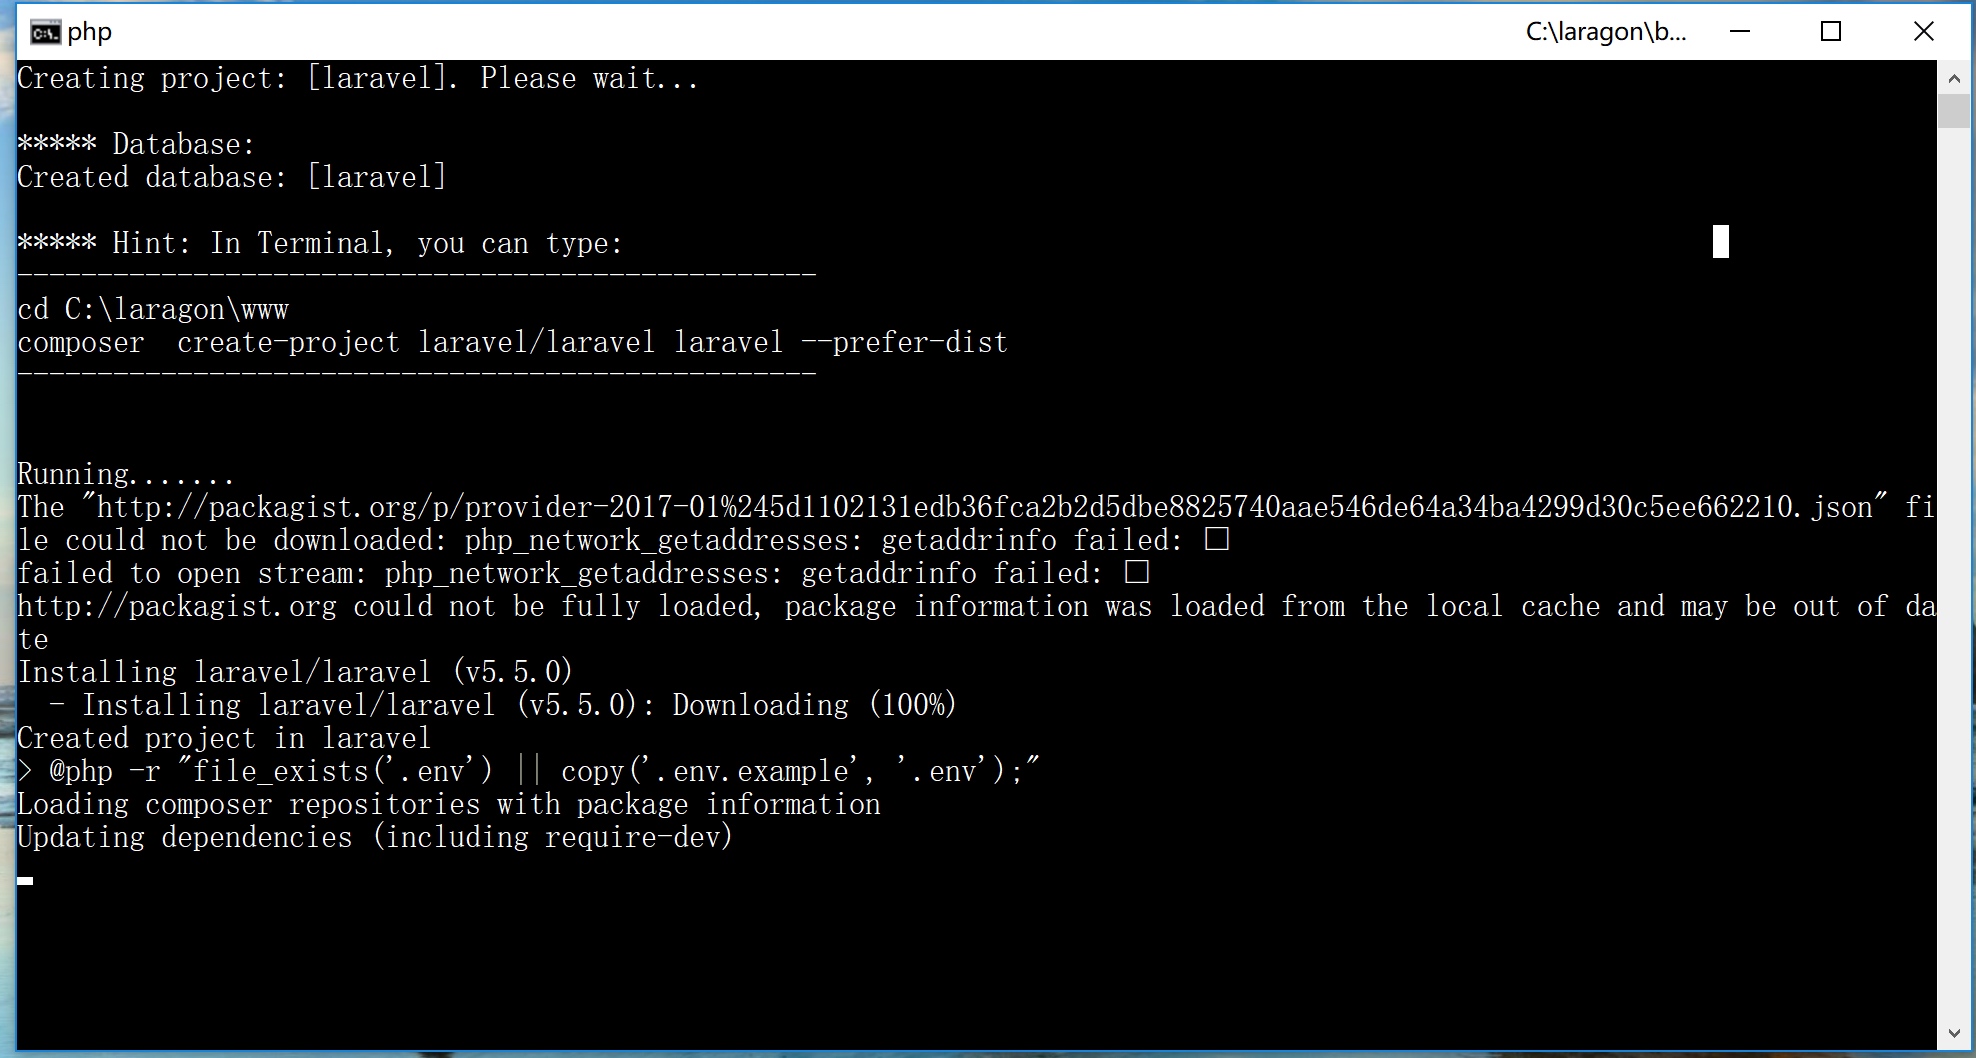 php
C:\laragon\b...
Creating project: [laravel]. Please wait...
***** Database:
Created database: [laravel]
***** Hint: In Terminal, you can type:
--------------------------------------------------
cd C:\laragon\www
composer  create-project laravel/laravel laravel --prefer-dist
--------------------------------------------------
Running.......
The "http://packagist.org/p/provider-2017-01%245d1102131edb36fca2b2d5dbe8825740aae546de64a34ba4299d30c5ee662210.json" fi
le could not be downloaded: php_network_getaddresses: getaddrinfo failed: □
failed to open stream: php_network_getaddresses: getaddrinfo failed: □
http://packagist.org could not be fully loaded, package information was loaded from the local cache and may be out of da
te
Installing laravel/laravel (v5.5.0)
  - Installing laravel/laravel (v5.5.0): Downloading (100%)
Created project in laravel
> @php -r "file_exists('.env') || copy('.env.example', '.env');"
Loading composer repositories with package information
Updating dependencies (including require-dev)